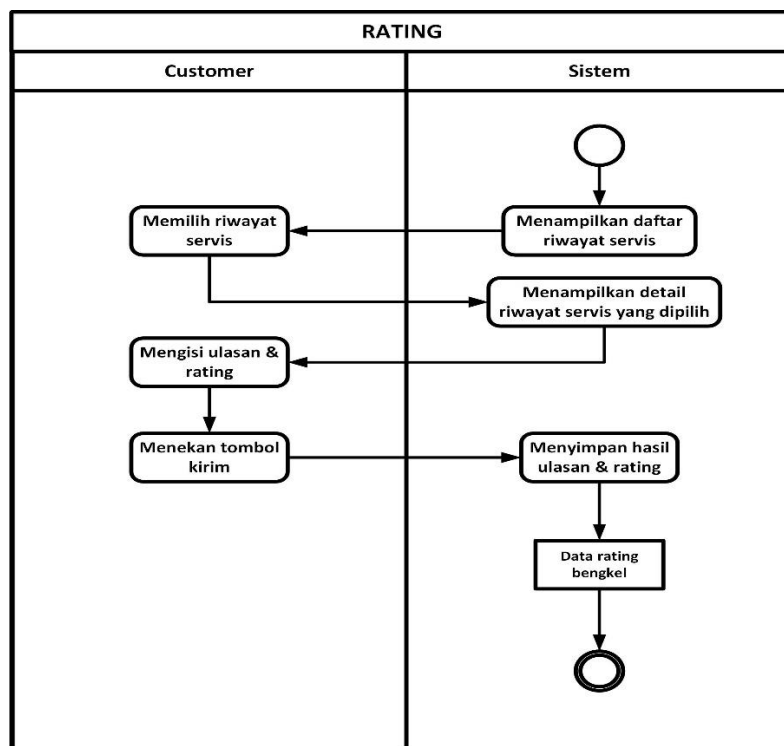 RATING
Customer
Sistem
Menampilkan daftar
riwayat servis
Memilih riwayat
servis
Menampilkan detail
riwayat servis yang dipilih
Mengisi ulasan &
rating
Menekan tombol
kirim
Menyimpan hasil
ulasan & rating
Data rating
bengkel